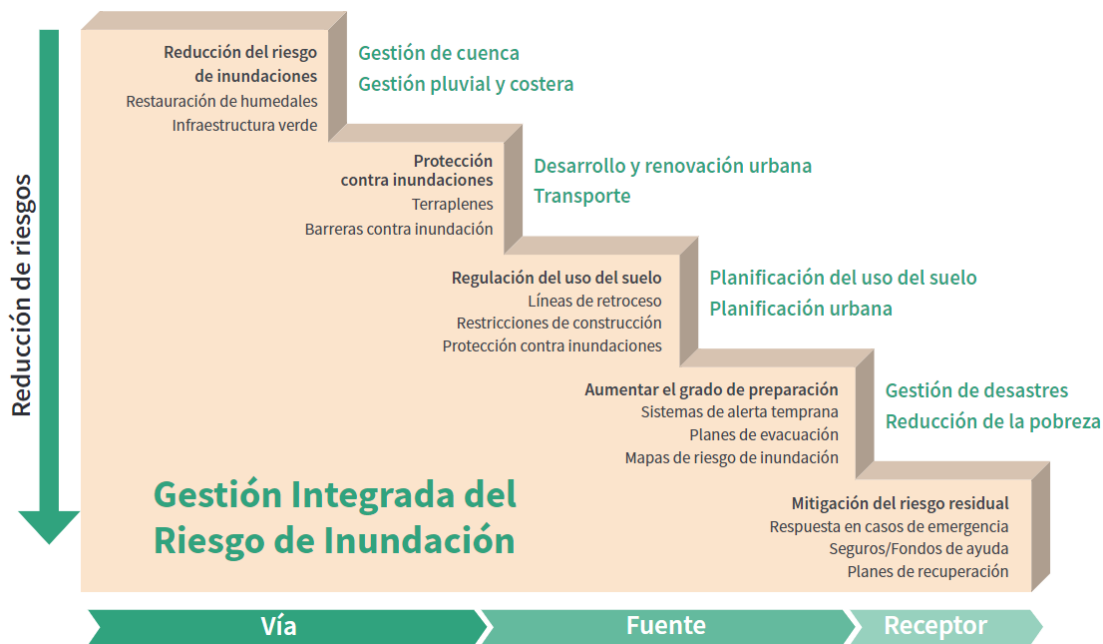 Reducción de riesgos
Reducción del riesgo
de inundaciones
Restauración de humedales
Infraestructura verde
Gestión de cuenca
Gestión pluvial y costera
Protección
contra inundaciones
Terraplenes
Barreras contra inundación
Desarrollo y renovación urbana
Transporte
Regulación del uso del suelo
Líneas de retroceso
Restricciones de construcción
Protección contra inundaciones
Planificación del uso del suelo
Planificación urbana
Aumentar el grado de preparación
Sistemas de alerta temprana
Planes de evacuación
Mapas de riesgo de inundación
Gestión de desastres
Reducción de la pobreza
Mitigación del riesgo residual
Respuesta en casos de emergencia
Seguros/Fondos de ayuda
Planes de recuperación
Gestión Integrada del
Riesgo de Inundación
Vía
Fuente
Receptor